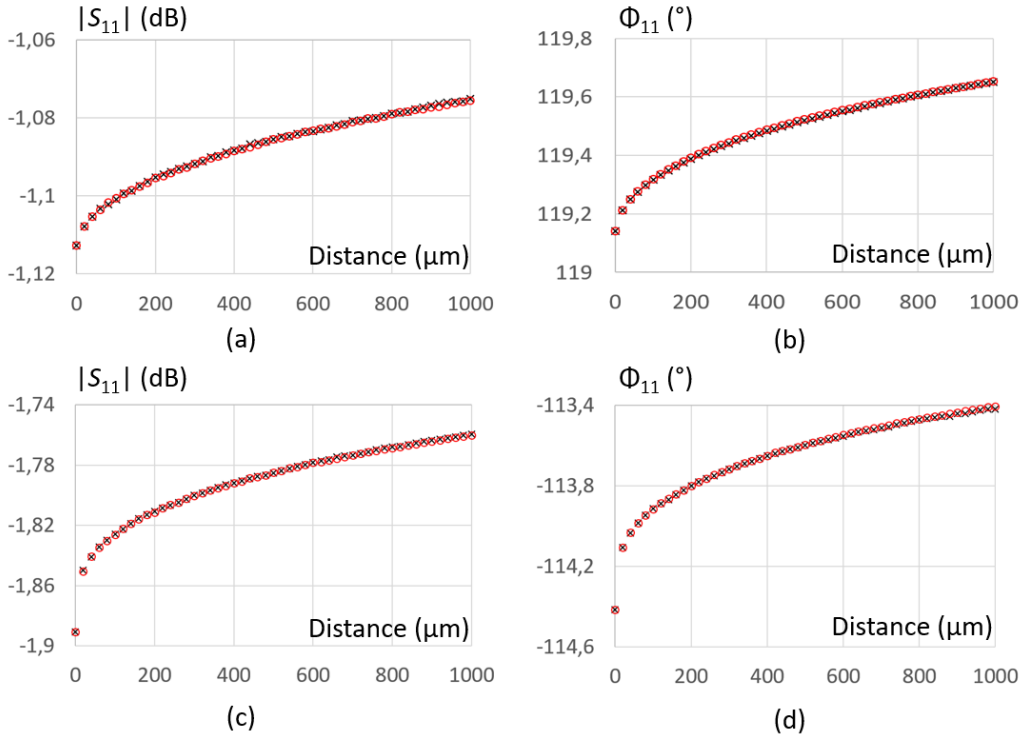 |S11| (dB)
-1,06
-1,08
-1,1
-1,12
Distance (μm)
0 200 400 600 800 1000
(a)
Φ11 (°)
119,8
119,6
119,4
119,2
119
Distance (μm)
0 200 400 600 800 1000
(b)
|S11| (dB)
-1,74
-1,78
-1,82
-1,86
-1,9
Distance (μm)
0 200 400 600 800 1000
(c)
Φ11 (°)
-113,4
-113,8
-114,2
-114,6
Distance (μm)
0 200 400 600 800 1000
(d)